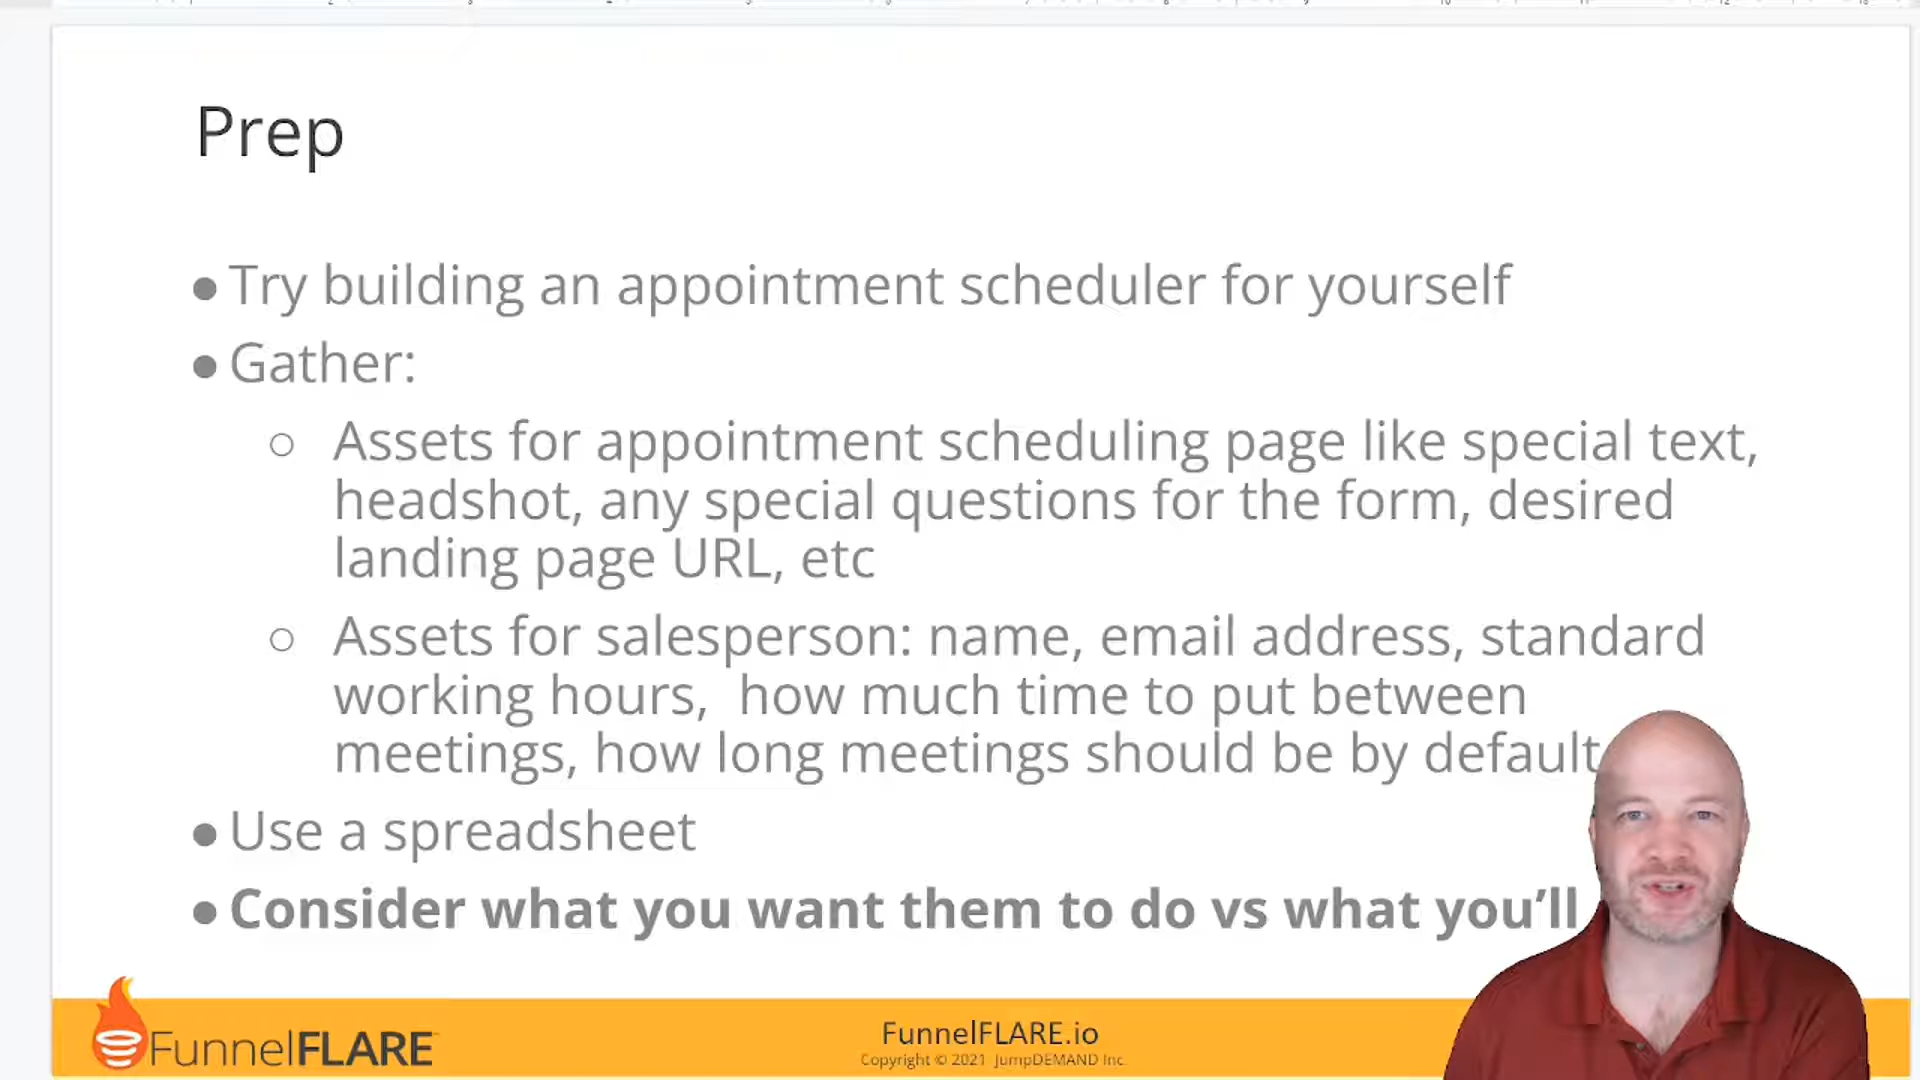 Prep
● Try building an appointment scheduler for yourself
● Gather:
○ Assets for appointment scheduling page like special text,
headshot, any special questions for the form, desired
landing page URL, etc
○ Assets for salesperson: name, email address, standard
working hours,  how much time to put between
meetings, how long meetings should be by default
● Use a spreadsheet
● Consider what you want them to do vs what you’ll
FunnelFLARE
FunnelFLARE.io
Copyright © 2021 JumpDEMAND Inc.